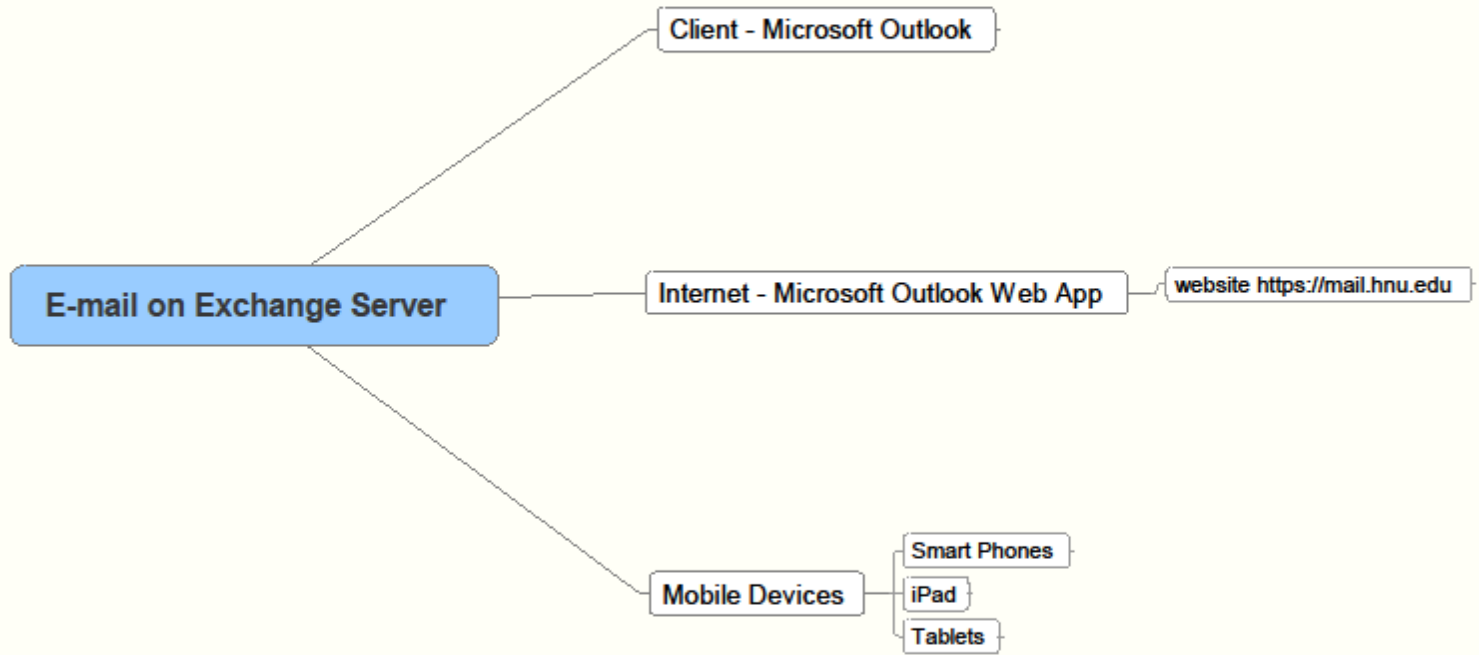 Client - Microsoft Outlook
E-mail on Exchange Server
Internet - Microsoft Outlook Web App
website https://mail.hnu.edu
Mobile Devices
Smart Phones
iPad
Tablets